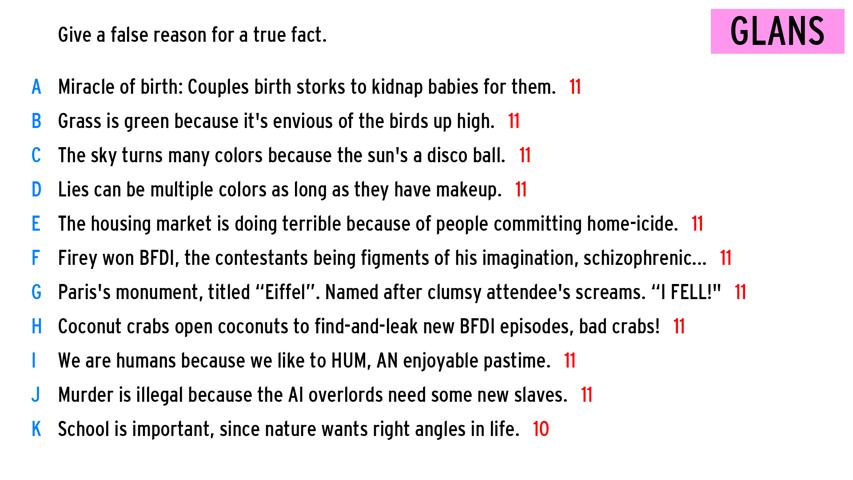 Give a false reason for a true fact.
GLANS
A Miracle of birth: Couples birth storks to kidnap babies for them. 11
B Grass is green because it's envious of the birds up high. 11
C The sky turns many colors because the sun's a disco ball. 11
D Lies can be multiple colors as long as they have makeup. 11
E The housing market is doing terrible because of people committing home-icide. 11
F Firey won BFDI, the contestants being figments of his imagination, schizophrenic... 11
G Paris's monument, titled “Eiffel”. Named after clumsy attendee's screams. “I FELL!" 11
H Coconut crabs open coconuts to find-and-leak new BFDI episodes, bad crabs! 11
I We are humans because we like to HUM, AN enjoyable pastime. 11
J Murder is illegal because the AI overlords need some new slaves. 11
K School is important, since nature wants right angles in life. 10